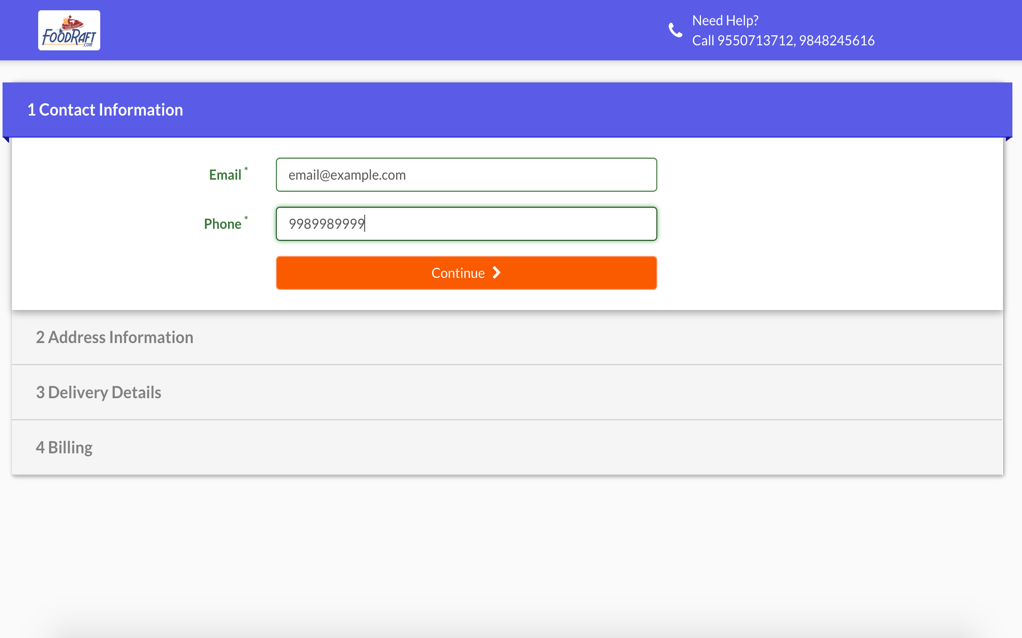 FOODRAFT
.COM
Need Help?
Call 9550713712, 9848245616
1 Contact Information
Email *
email@example.com
Phone *
9989989999
Continue
2 Address Information
3 Delivery Details
4 Billing